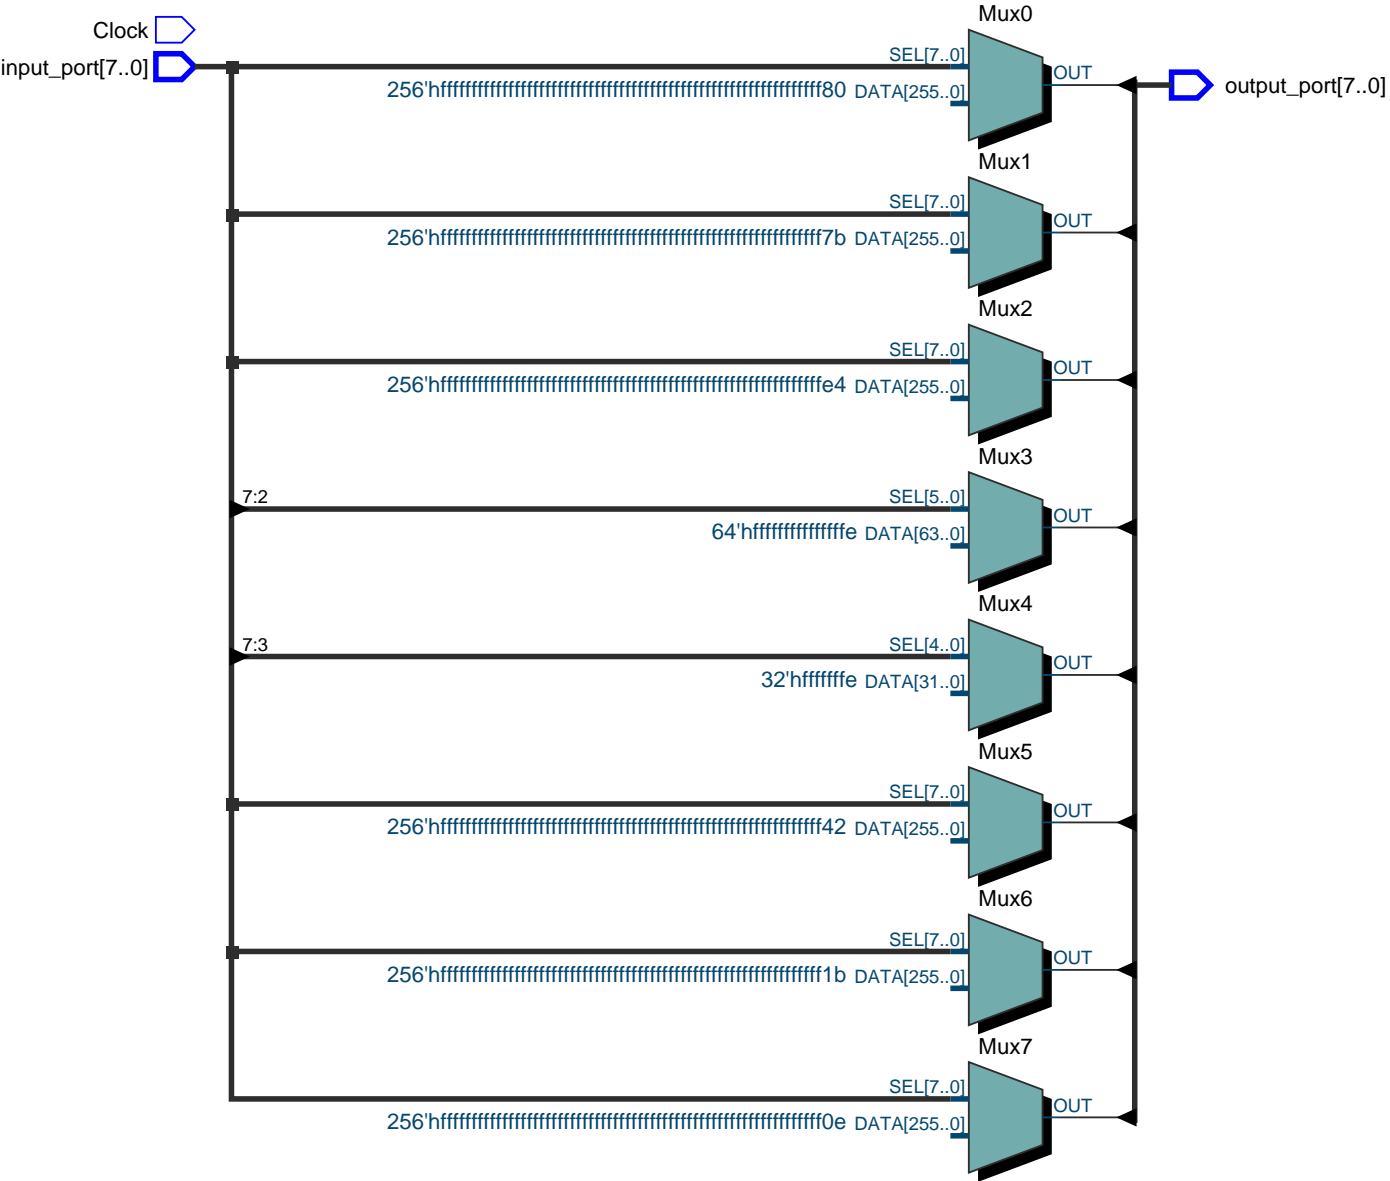 Mux0
Clock
input_port[7..0]
SEL[7..0]
OUT
256'hffffffffffffffffffffffffffffffffffffffffffffffffffffffffffffff80 DATA[255..0]
output_port[7..0]
Mux1
SEL[7..0]
OUT
256'hffffffffffffffffffffffffffffffffffffffffffffffffffffffffffffff7b DATA[255..0]
Mux2
SEL[7..0]
OUT
256'hffffffffffffffffffffffffffffffffffffffffffffffffffffffffffffffe4 DATA[255..0]
Mux3
7:2
SEL[5..0]
OUT
64'hfffffffffffffffe DATA[63..0]
Mux4
7:3
SEL[4..0]
OUT
32'hfffffffe DATA[31..0]
Mux5
SEL[7..0]
OUT
256'hffffffffffffffffffffffffffffffffffffffffffffffffffffffffffffff42 DATA[255..0]
Mux6
SEL[7..0]
OUT
256'hffffffffffffffffffffffffffffffffffffffffffffffffffffffffffffff1b DATA[255..0]
Mux7
SEL[7..0]
OUT
256'hffffffffffffffffffffffffffffffffffffffffffffffffffffffffffffff0e DATA[255..0]